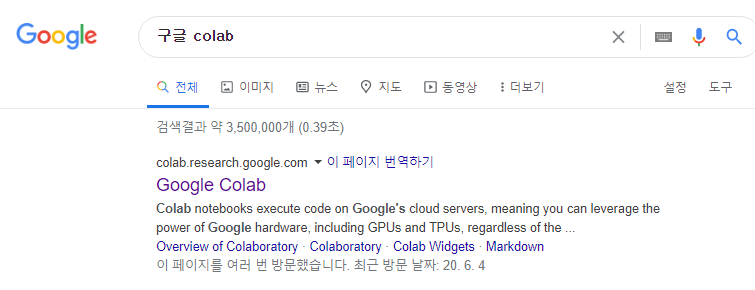 Google 구글 colab
전체 이미지 뉴스 지도 동영상 더보기 설정 도구
검색결과 약 3,500,000개 (0.39초)
colab.research.google.com 이 페이지 번역하기
Google Colab
Colab notebooks execute code on Google's cloud servers, meaning you can leverage the
power of Google hardware, including GPUs and TPUs, regardless of the ...
Overview of Colaboratory · Colaboratory · Colab Widgets · Markdown
이 페이지를 여러 번 방문했습니다. 최근 방문 날짜: 20. 6. 4